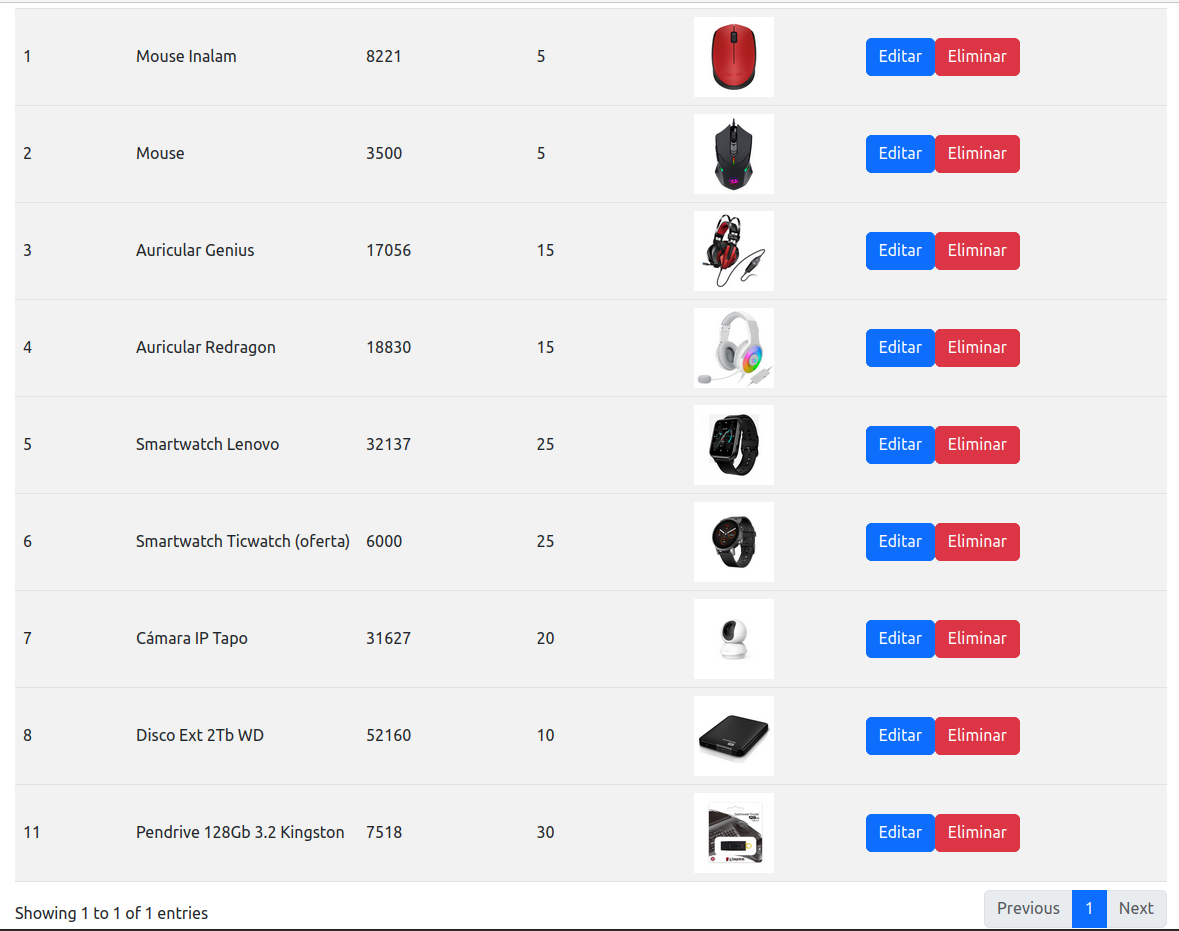 1 Mouse Inalam 8221 5 Editar Eliminar
2 Mouse 3500 5 Editar Eliminar
3 Auricular Genius 17056 15 Editar Eliminar
4 Auricular Redragon 18830 15 Editar Eliminar
5 Smartwatch Lenovo 32137 25 Editar Eliminar
6 Smartwatch Ticwatch (oferta) 6000 25 Editar Eliminar
7 Cámara IP Tapo 31627 20 Editar Eliminar
8 Disco Ext 2Tb WD 52160 10 Editar Eliminar
11 Pendrive 128Gb 3.2 Kingston 7518 30 Editar Eliminar
Showing 1 to 1 of 1 entries Previous 1 Next